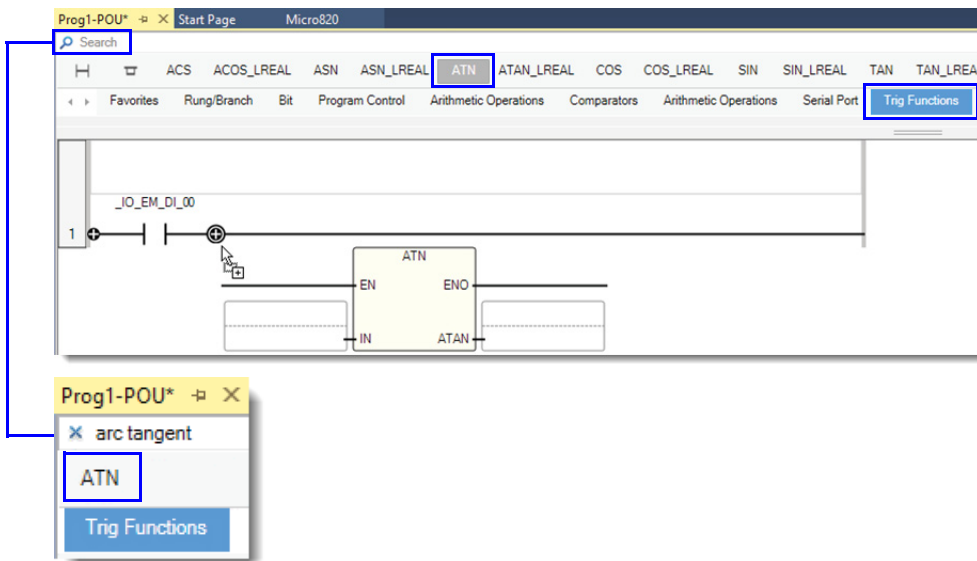 Prog1-POU* Start Page Micro820
Search
ACS ACOS_LREAL ASN ASN_LREAL ATN ATAN_LREAL COS COS_LREAL SIN SIN_LREAL TAN TAN_LREA
Favorites Rung/Branch Bit Program Control Arithmetic Operations Comparators Arithmetic Operations Serial Port Trig Functions
_IO_EM_DI_00
1
ATN
EN ENO
IN ATAN
Prog1-POU*
arc tangent
ATN
Trig Functions